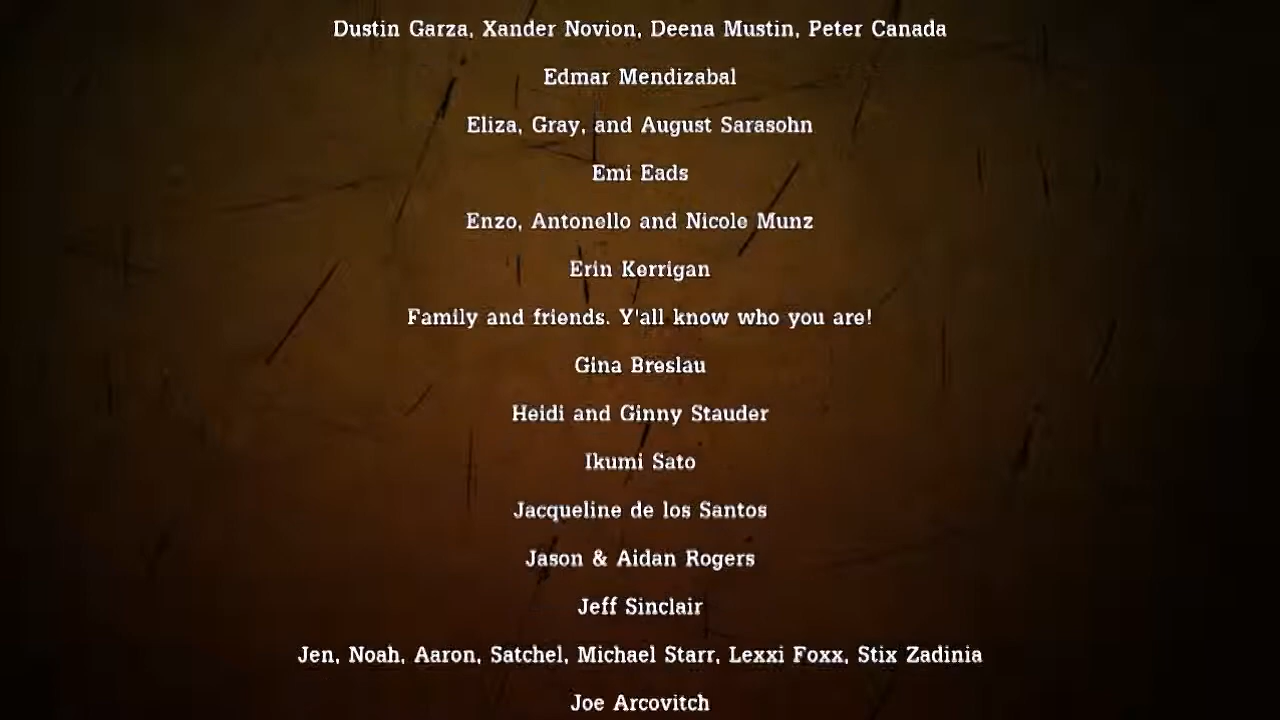 Dustin Garza, Xander Novion, Deena Mustin, Peter Canada
Edmar Mendizabal
Eliza, Gray, and August Sarasohn
Emi Eads
Enzo, Antonello and Nicole Munz
Erin Kerrigan
Family and friends. Y'all know who you are!
Gina Breslau
Heidi and Ginny Stauder
Ikumi Sato
Jacqueline de los Santos
Jason & Aidan Rogers
Jeff Sinclair
Jen, Noah, Aaron, Satchel, Michael Starr, Lexxi Foxx, Stix Zadinia
Joe Arcovitch